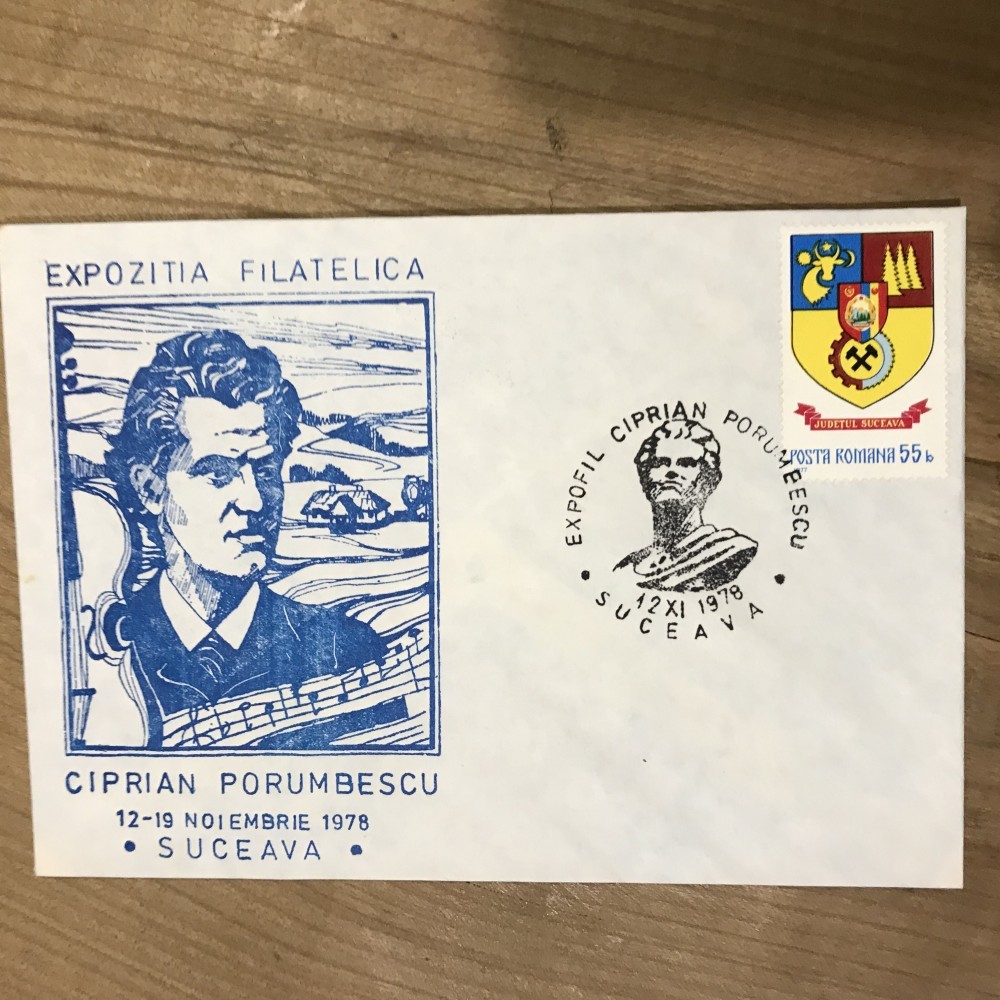 EXPOZITIA FILATELICA
CIPRIAN PORUMBESCU
12-19 NOIEMBRIE 1978
• SUCEAVA •
EXPOFIL CIPRIAN PORUMBESCU
12 XI 1978
• SUCEAVA •
JUDEȚUL SUCEAVA
POSTA ROMANA 55 b